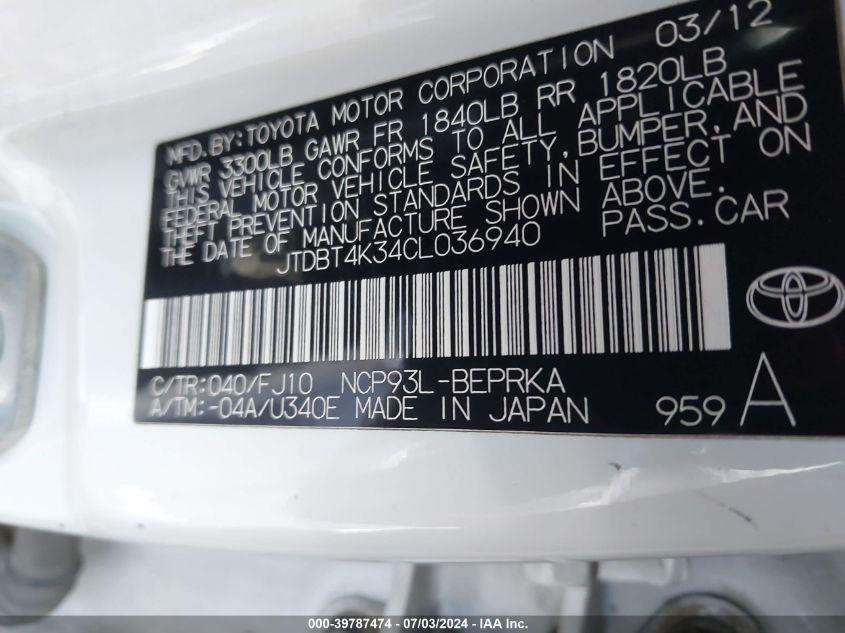 MFD.BY:TOYOTA MOTOR CORPORATION 03/12
GVWR 3300LB GAWR FR 1840LB RR 1820LB
THIS VEHICLE CONFORMS TO ALL APPLICABLE
FEDERAL MOTOR VEHICLE SAFETY,BUMPER,AND
THEFT PREVENTION STANDARDS IN EFFECT ON
THE DATE OF MANUFACTURE SHOWN ABOVE.
JTDBT4K34CL036940 PASS.CAR
C/TR:040/FJ10 NCP93L-BEPRKA
A/TM:-04A/U340E MADE IN JAPAN 959 A
000-39787474 / 07/03/2024 - IAA Inc.